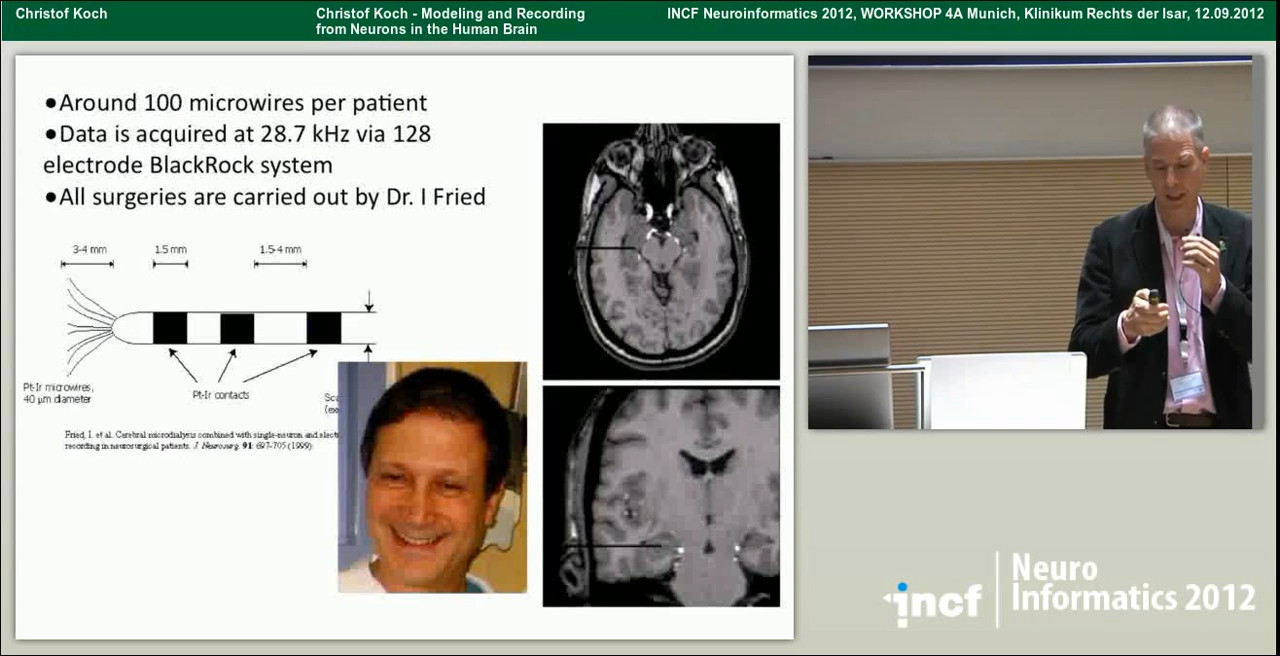 Christof Koch
Christof Koch - Modeling and Recording
from Neurons in the Human Brain
INCF Neuroinformatics 2012, WORKSHOP 4A Munich, Klinikum Rechts der Isar, 12.09.2012
●Around 100 microwires per patient
●Data is acquired at 28.7 kHz via 128
electrode BlackRock system
●All surgeries are carried out by Dr. I Fried
3-4 mm
1.5 mm
1.5-4 mm
Pt-Ir microwires,
40 µm diameter
Pt-Ir contacts
Fried, I. et al. Cerebral microdialysis combined with single-neuron and
recording in neurosurgical patients. J. Neurosurg. 91: 697-705 (1999)
incf
Neuro
Informatics 2012